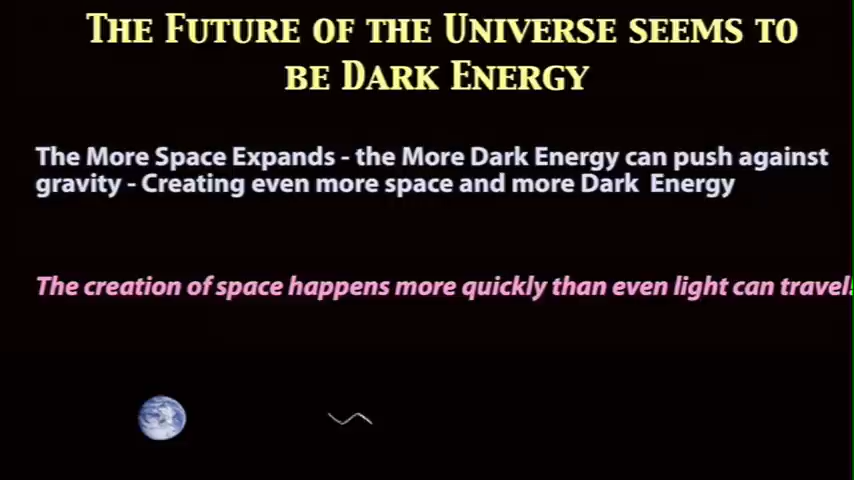 THE FUTURE OF THE UNIVERSE SEEMS TO
BE DARK ENERGY
The More Space Expands - the More Dark Energy can push against
gravity - Creating even more space and more Dark Energy
The creation of space happens more quickly than even light can travel!